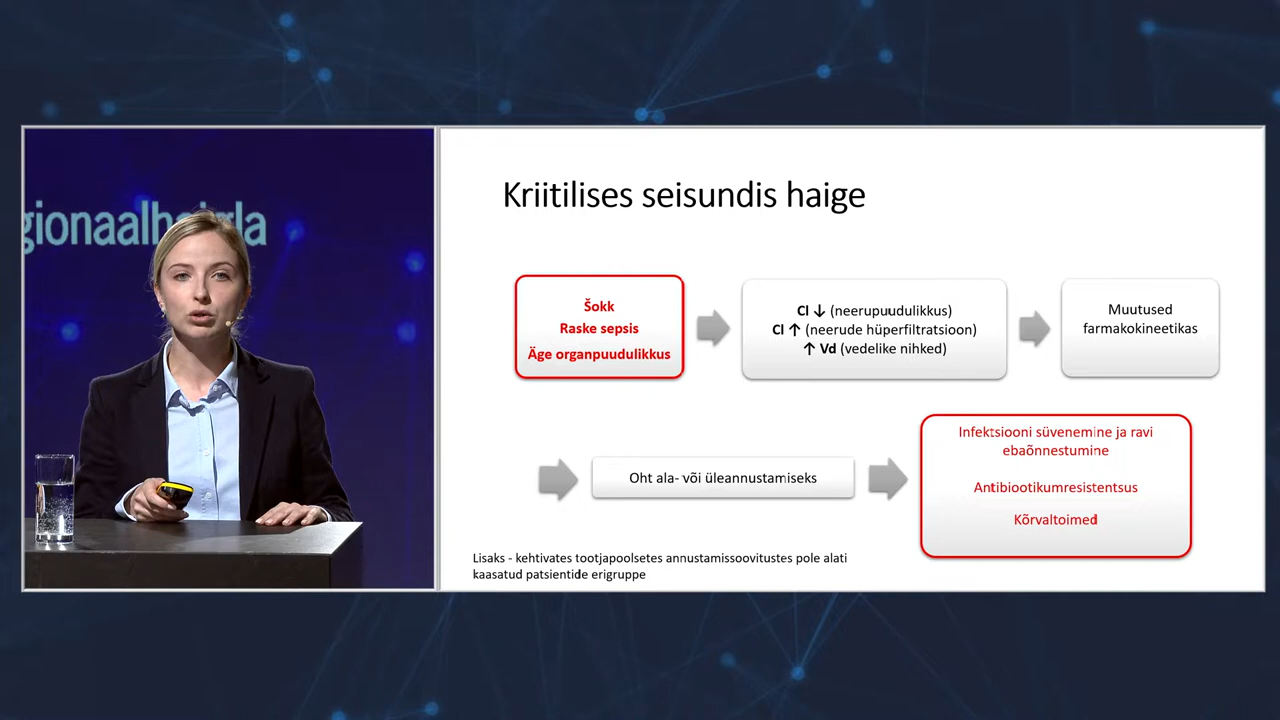 gionaalhaigla
Kriitilises seisundis haige
Šokk
Raske sepsis
Äge organpuudulikkus
Cl ↓ (neerupuudulikkus)
Cl ↑ (neerude hüperfiltratsioon)
↑ Vd (vedelike nihked)
Muutused
farmakokineetikas
Oht ala- või üleannustamiseks
Infektsiooni süvenemine ja ravi
ebaõnnestumine
Antibiootikumresistentsus
Kõrvaltoimed
Lisaks - kehtivates tootjapoolsetes annustamissoovitustes pole alati
kaasatud patsientide erigruppe